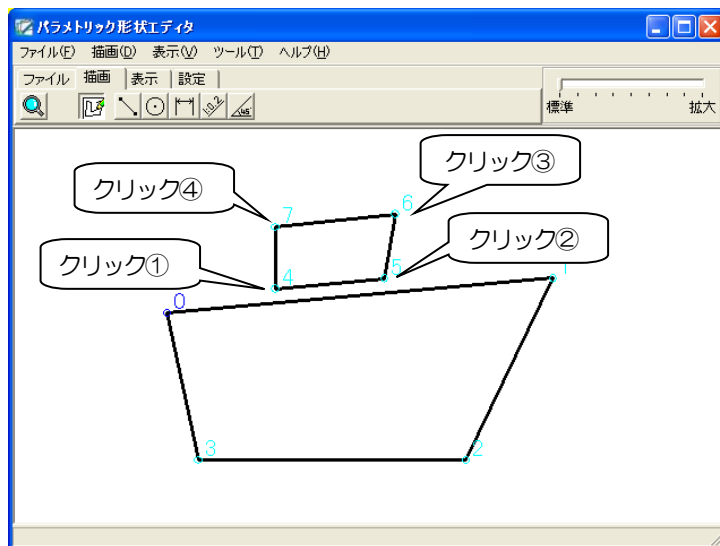 パラメトリック形状エディタ
ファイル(F) 描画(D) 表示(V) ツール(T) ヘルプ(H)
ファイル 描画 表示 設定
標準 拡大
クリック③
クリック④
6
7
クリック②
クリック①
5
4
1
0
3
2